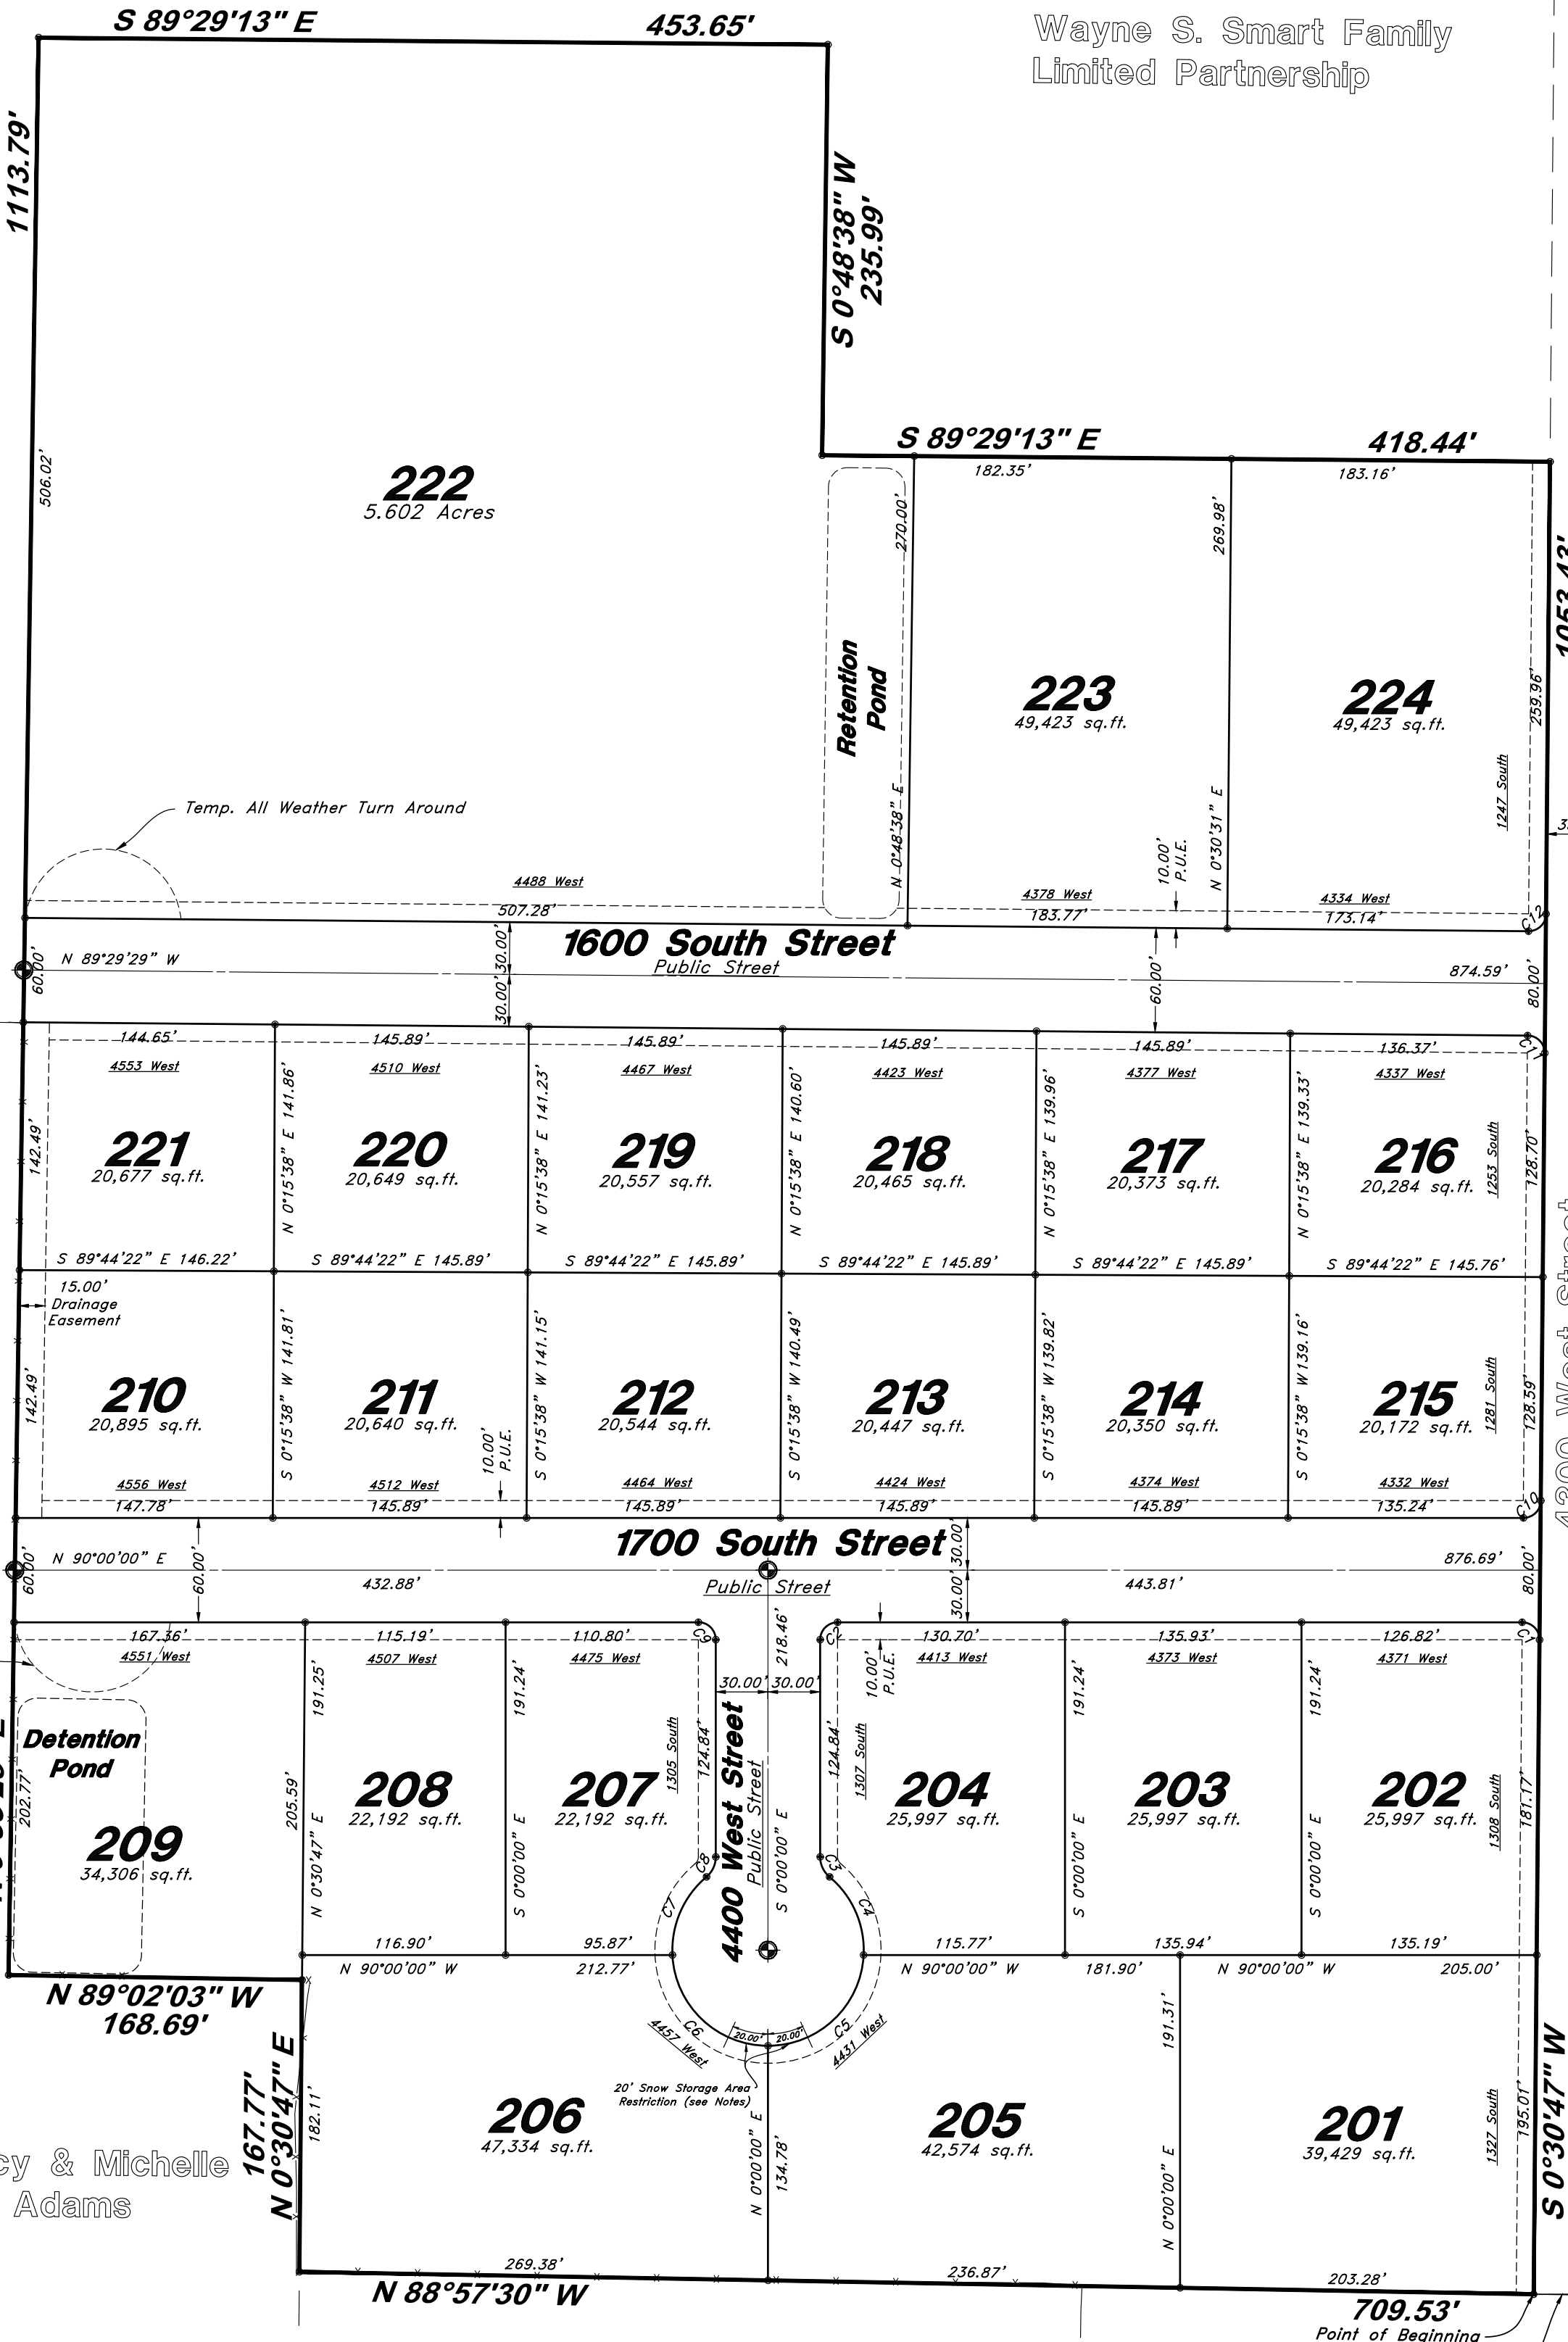 S 89°29'13" E
453.65'
Wayne S. Smart Family
Limited Partnership
1113.79'
S 0°48'38" W
235.99'
S 89°29'13" E
418.44'
182.35'
183.16'
506.02'
222
5.602 Acres
270.00'
269.98'
Retention
Pond
223
49,423 sq.ft.
224
49,423 sq.ft.
259.96'
1247 South
Temp. All Weather Turn Around
N 0°48'38" E
N 0°30'31" E
10.00'
P.U.E.
4488 West
507.28'
4378 West
183.77'
4334 West
173.14'
C12
1600 South Street
Public Street
N 89°29'29" W
60.00'
30.00'
30.00'
60.00'
874.59'
80.00'
144.65'
145.89'
145.89'
145.89'
145.89'
136.37'
4553 West
4510 West
4467 West
4423 West
4377 West
4337 West
142.49'
N 0°15'38" E 141.86'
N 0°15'38" E 141.23'
N 0°15'38" E 140.60'
N 0°15'38" E 139.96'
N 0°15'38" E 139.33'
1253 South
128.70'
221
20,677 sq.ft.
220
20,649 sq.ft.
219
20,557 sq.ft.
218
20,465 sq.ft.
217
20,373 sq.ft.
216
20,284 sq.ft.
S 89°44'22" E 146.22'
S 89°44'22" E 145.89'
S 89°44'22" E 145.89'
S 89°44'22" E 145.89'
S 89°44'22" E 145.89'
S 89°44'22" E 145.76'
15.00'
Drainage
Easement
142.49'
S 0°15'38" W 141.81'
S 0°15'38" W 141.15'
S 0°15'38" W 140.49'
S 0°15'38" W 139.82'
S 0°15'38" W 139.16'
1281 South
128.59'
4300 West Street
210
20,895 sq.ft.
211
20,640 sq.ft.
212
20,544 sq.ft.
213
20,447 sq.ft.
214
20,350 sq.ft.
215
20,172 sq.ft.
10.00'
P.U.E.
4556 West
4512 West
4464 West
4424 West
4374 West
4332 West
147.78'
145.89'
145.89'
145.89'
145.89'
135.24'
C10
1700 South Street
Public Street
N 90°00'00" E
60.00'
60.00'
432.88'
30.00'
30.00'
443.81'
876.69'
80.00'
167.36'
115.19'
110.80'
C9
218.46'
C2
130.70'
135.93'
126.82'
C1
4551 West
4507 West
4475 West
4413 West
4373 West
4371 West
10.00'
P.U.E.
30.00'
30.00'
191.25'
191.24'
191.24'
191.24'
1305 South
124.84'
124.84'
1307 South
Detention
Pond
202.77'
205.59'
209
34,306 sq.ft.
208
22,192 sq.ft.
207
22,192 sq.ft.
4400 West Street
Public Street
S 0°00'00" E
204
25,997 sq.ft.
203
25,997 sq.ft.
202
25,997 sq.ft.
1308 South
181.17'
N 0°30'47" E
S 0°00'00" E
S 0°00'00" E
S 0°00'00" E
C8
C7
C3
C4
116.90'
95.87'
115.77'
135.94'
135.19'
N 90°00'00" W
212.77'
N 90°00'00" W
181.90'
N 90°00'00" W
205.00'
N 89°02'03" W
168.69'
C6
C5
20.00'
20.00'
4457 West
4431 West
20' Snow Storage Area
Restriction (see Notes)
191.31'
167.77'
N 0°30'47" E
182.11'
206
47,334 sq.ft.
205
42,574 sq.ft.
201
39,429 sq.ft.
N 0°00'00" E
134.78'
N 0°00'00" E
1327 South
195.01'
S 0°30'47" W
& Michelle
Adams
269.38'
236.87'
203.28'
N 88°57'30" W
709.53'
Point of Beginning